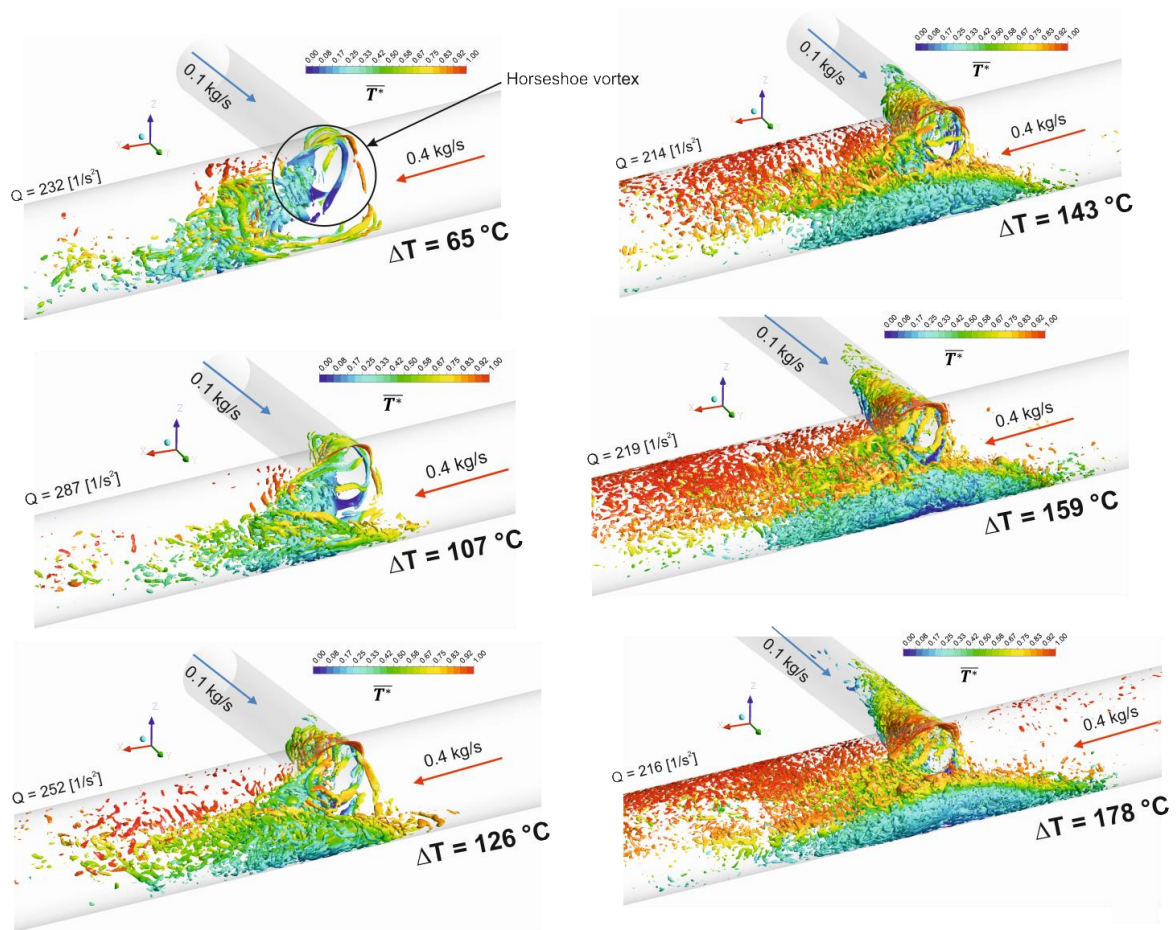 0.1 kg/s
0.00 0.08 0.17 0.25 0.33 0.42 0.50 0.58 0.67 0.75 0.83 0.92 1.00
T*
Horseshoe vortex
Z
X
Y
0.4 kg/s
Q = 232 [1/s²]
ΔT = 65 °C
0.1 kg/s
0.00 0.08 0.17 0.25 0.33 0.42 0.50 0.58 0.67 0.75 0.83 0.92 1.00
T*
Z
X
Y
0.4 kg/s
Q = 214 [1/s²]
ΔT = 143 °C
0.1 kg/s
0.00 0.08 0.17 0.25 0.33 0.42 0.50 0.58 0.67 0.75 0.83 0.92 1.00
T*
Z
X
Y
0.4 kg/s
Q = 287 [1/s²]
ΔT = 107 °C
0.1 kg/s
0.00 0.08 0.17 0.25 0.33 0.42 0.50 0.58 0.67 0.75 0.83 0.92 1.00
T*
Z
X
Y
0.4 kg/s
Q = 219 [1/s²]
ΔT = 159 °C
0.1 kg/s
0.00 0.08 0.17 0.25 0.33 0.42 0.50 0.58 0.67 0.75 0.83 0.92 1.00
T*
Z
X
Y
0.4 kg/s
Q = 252 [1/s²]
ΔT = 126 °C
0.1 kg/s
0.00 0.08 0.17 0.25 0.33 0.42 0.50 0.58 0.67 0.75 0.83 0.92 1.00
T*
Z
X
Y
0.4 kg/s
Q = 216 [1/s²]
ΔT = 178 °C